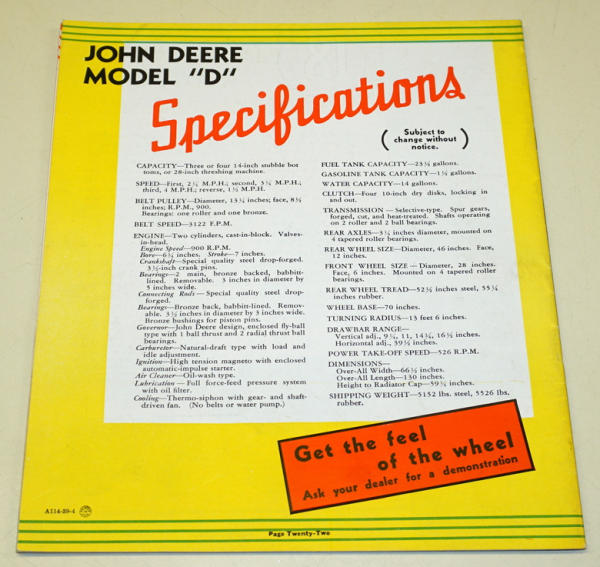 JOHN DEERE
MODEL "D"
Specifications
(Subject to
change without
notice.)
CAPACITY—Three or four 14-inch stubble bot
toms, or 28-inch threshing machine.
SPEED—First, 2½ M.P.H.; second, 3¼ M.P.H.;
third, 4 M.P.H.; reverse, 1½ M.P.H.
BELT PULLEY—Diameter, 13¼ inches; face, 8½
inches; R.P.M., 900.
Bearings: one roller and one bronze.
BELT SPEED—3122 F.P.M.
ENGINE—Two cylinders, cast-in-block. Valves-
in-head.
Engine Speed—900 R.P.M.
Bore—6¾ inches. Stroke—7 inches.
Crankshaft—Special quality steel drop-forged.
3½-inch crank pins.
Bearings—2 main, bronze backed, babbitt-
lined. Removable. 3 inches in diameter by
5 inches wide.
Connecting Rods—Special quality steel drop-
forged.
Bearings—Bronze back, babbitt-lined. Remov-
able. 3½ inches in diameter by 3 inches wide.
Bronze bushings for piston pins.
Governor—John Deere design, enclosed fly-ball
type with 1 ball thrust and 2 radial thrust ball
bearings.
Carburetor—Natural-draft type with load and
idle adjustment.
Ignition—High tension magneto with enclosed
automatic-impulse starter.
Air Cleaner—Oil-wash type.
Lubrication—Full force-feed pressure system
with oil filter.
Cooling—Thermo-siphon with gear- and shaft-
driven fan. (No belts or water pump.)
FUEL TANK CAPACITY—23¼ gallons.
GASOLINE TANK CAPACITY—1½ gallons.
WATER CAPACITY—14 gallons.
CLUTCH—Four 10-inch dry disks, locking in
and out.
TRANSMISSION—Selective-type. Spur gears,
forged, cut, and heat-treated. Shafts operating
on 2 roller and 2 ball bearings.
REAR AXLES—3¼ inches diameter, mounted on
4 tapered roller bearings.
REAR WHEEL SIZE—Diameter, 46 inches. Face,
12 inches.
FRONT WHEEL SIZE—Diameter, 28 inches.
Face, 6 inches. Mounted on 4 tapered roller
bearings.
REAR WHEEL TREAD—52½ inches steel, 55¼
inches rubber.
WHEEL BASE—70 inches.
TURNING RADIUS—13 feet 6 inches.
DRAWBAR RANGE—
Vertical adj., 9¾, 11, 14¾, 16½ inches.
Horizontal adj., 39¾ inches.
POWER TAKE-OFF SPEED—526 R.P.M.
DIMENSIONS—
Over-All Width—66½ inches.
Over-All Length—130 inches.
Height to Radiator Cap—59½ inches.
SHIPPING WEIGHT—5152 lbs. steel, 5526 lbs.
rubber.
Get the feel
of the wheel
Ask your dealer for a demonstration
A114-39-4
Page Twenty-Two